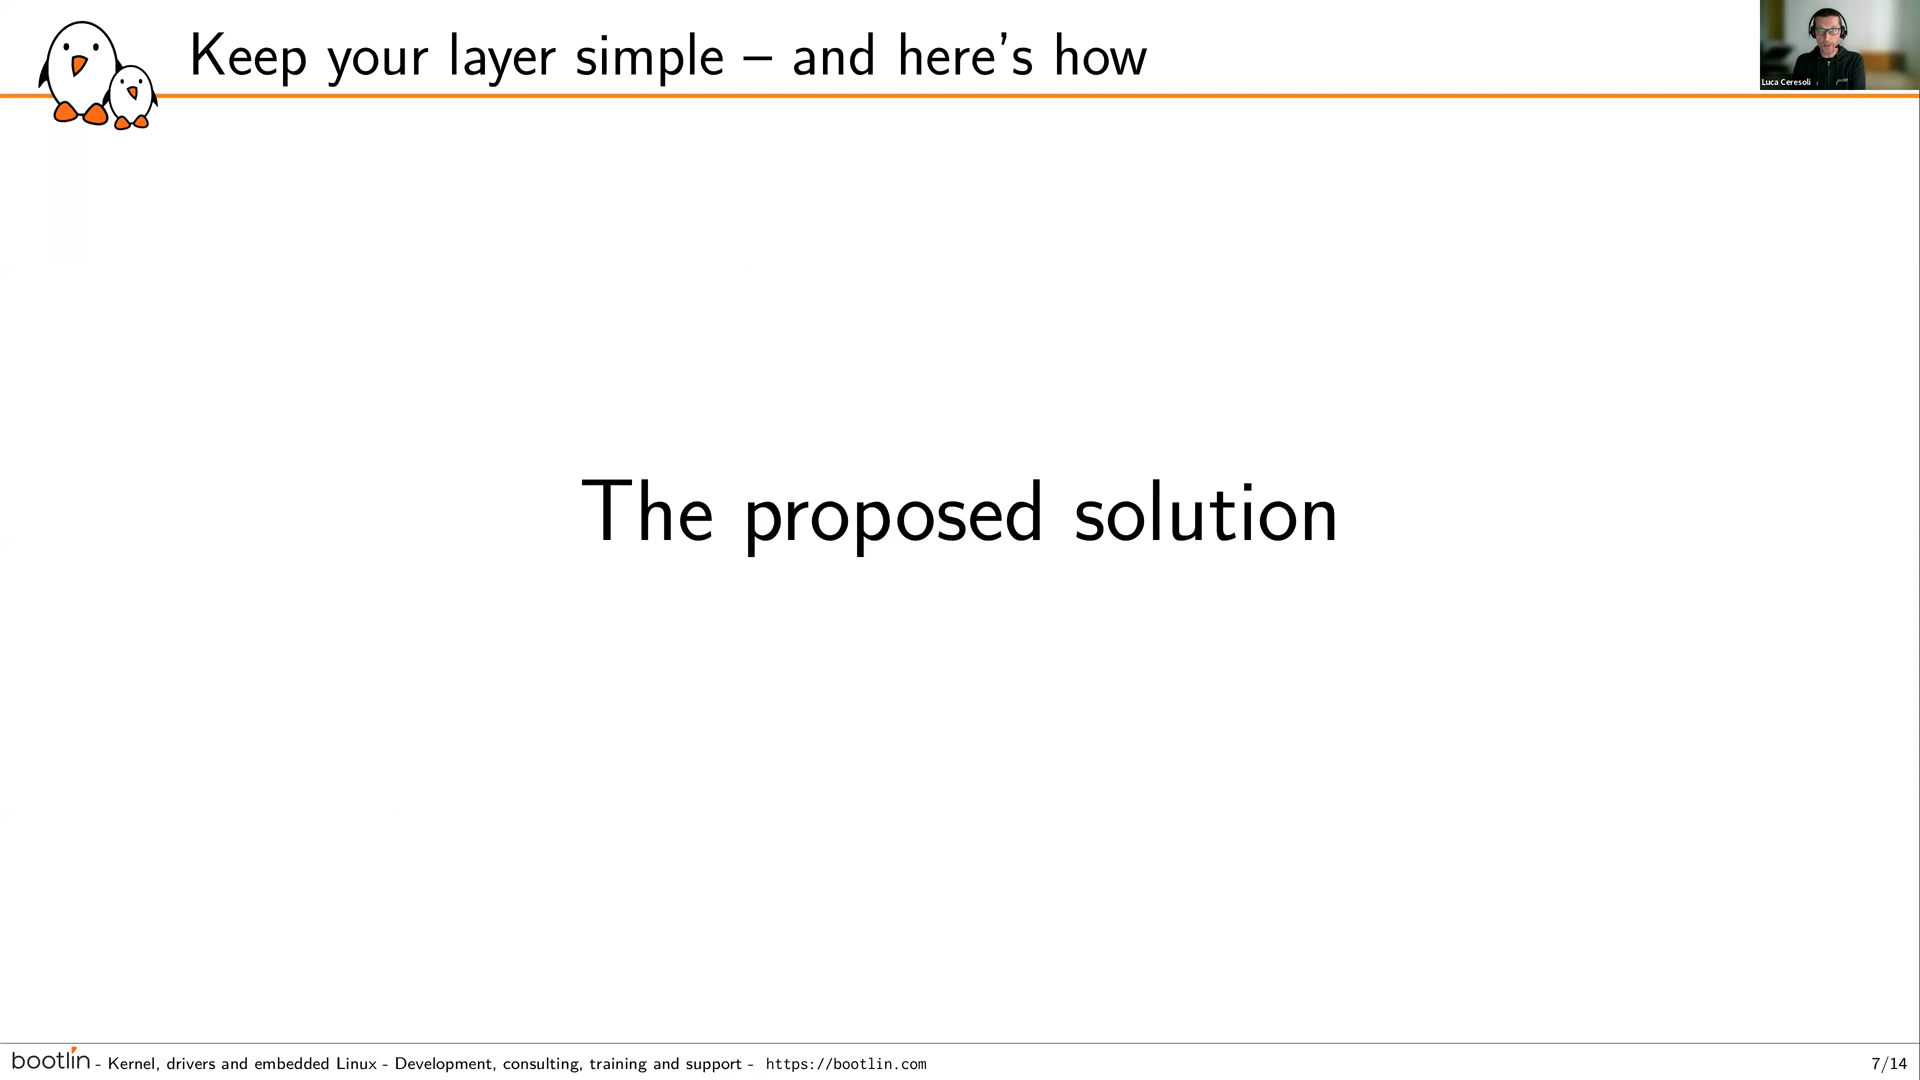 Keep your layer simple – and here's how
Luca Ceresoli
The proposed solution
bootlin - Kernel, drivers and embedded Linux - Development, consulting, training and support - https://bootlin.com
7/14